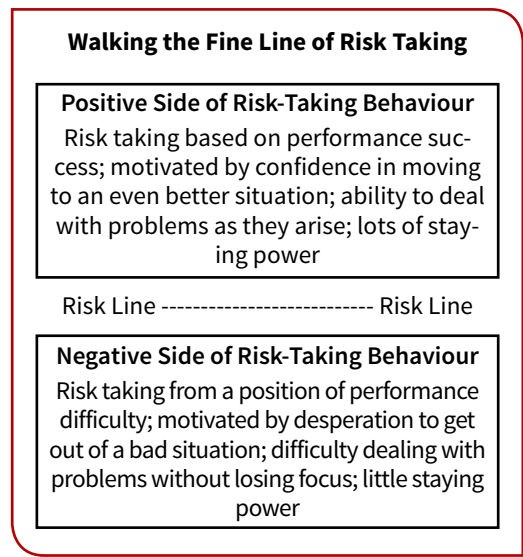 Walking the Fine Line of Risk Taking
Positive Side of Risk-Taking Behaviour
Risk taking based on performance suc-
cess; motivated by confidence in moving
to an even better situation; ability to deal
with problems as they arise; lots of stay-
ing power
Risk Line --------------------------- Risk Line
Negative Side of Risk-Taking Behaviour
Risk taking from a position of performance
difficulty; motivated by desperation to get
out of a bad situation; difficulty dealing with
problems without losing focus; little staying
power